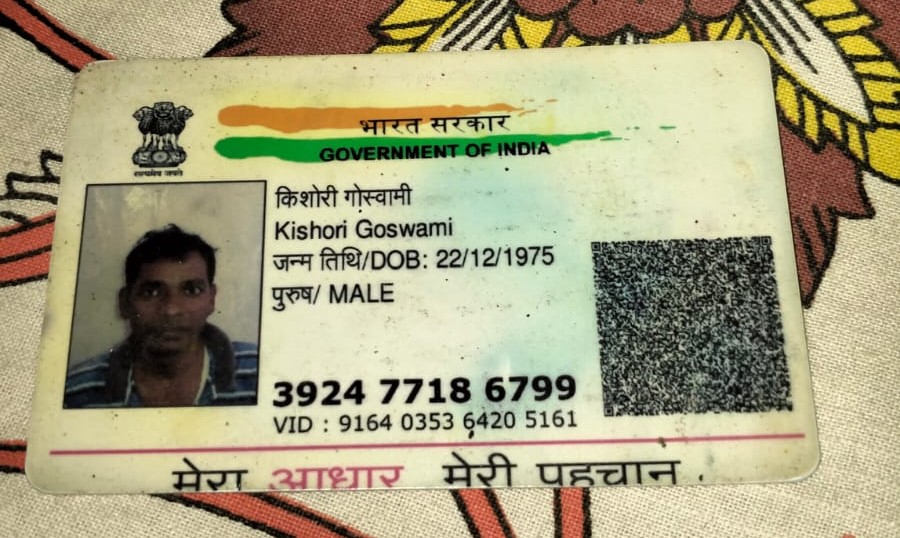 भारत सरकार
GOVERNMENT OF INDIA
सत्यमेव जयते
किशोरी गोस्वामी
Kishori Goswami
जन्म तिथि/DOB: 22/12/1975
पुरुष/ MALE
3924 7718 6799
VID : 9164 0353 6420 5161
मेरा आधार मेरी पहचान